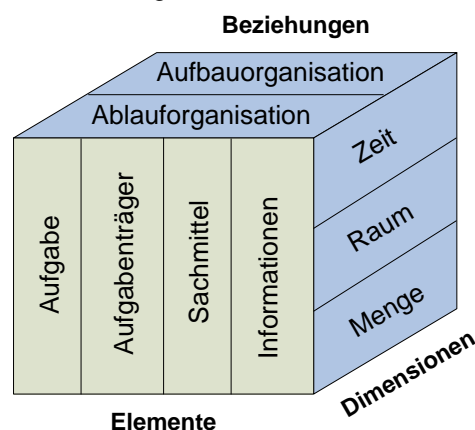 Beziehungen
Aufbauorganisation
Ablauforganisation
Zeit
Raum
Menge
Aufgabe
Aufgabenträger
Sachmittel
Informationen
Dimensionen
Elemente